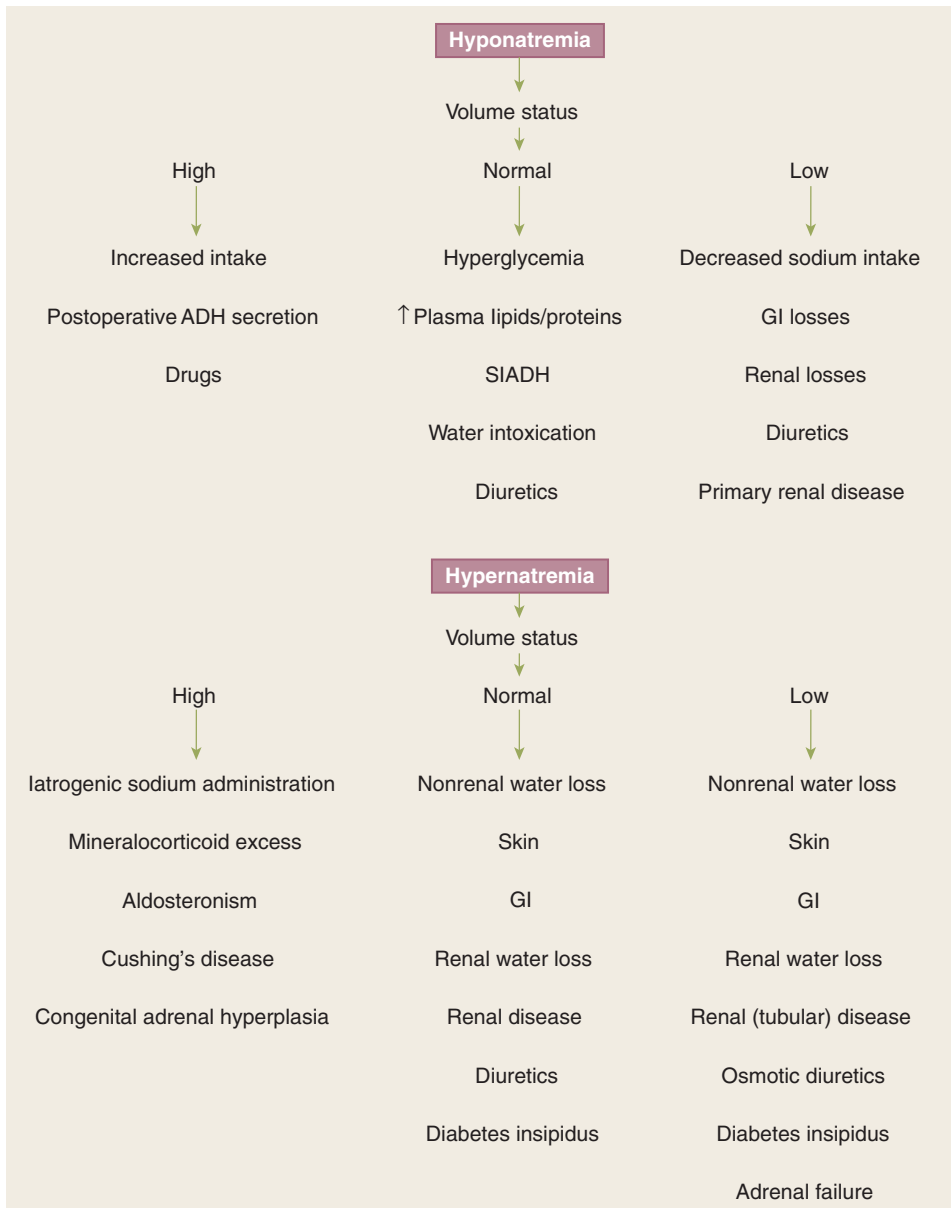 Hyponatremia
Volume status
High
Normal
Low
Increased intake
Hyperglycemia
Decreased sodium intake
Postoperative ADH secretion
↑ Plasma lipids/proteins
GI losses
Drugs
SIADH
Renal losses
Water intoxication
Diuretics
Diuretics
Primary renal disease
Hypernatremia
Volume status
High
Normal
Low
Iatrogenic sodium administration
Nonrenal water loss
Nonrenal water loss
Mineralocorticoid excess
Skin
Skin
Aldosteronism
GI
GI
Cushing's disease
Renal water loss
Renal water loss
Congenital adrenal hyperplasia
Renal disease
Renal (tubular) disease
Diuretics
Osmotic diuretics
Diabetes insipidus
Diabetes insipidus
Adrenal failure